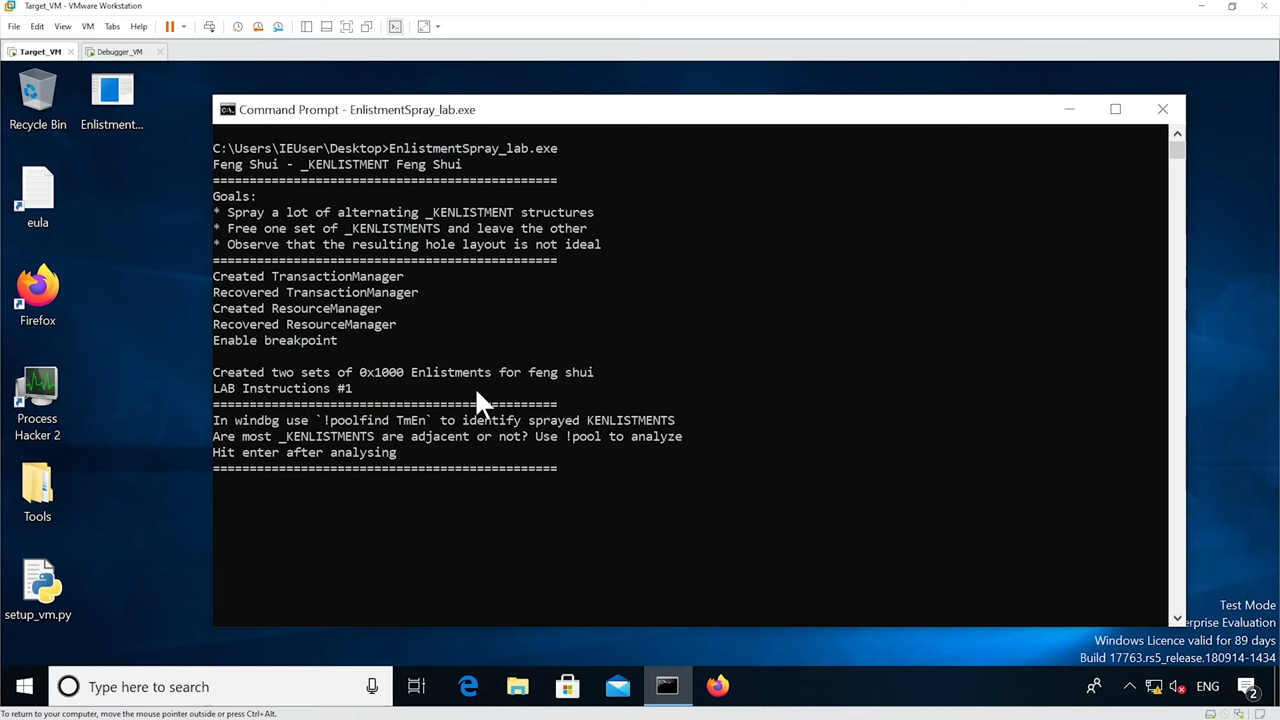 Target_VM - VMware Workstation
File Edit View VM Tabs Help
Target_VM Debugger_VM
Recycle Bin
Enlistment...
eula
Firefox
Process
Hacker 2
Tools
setup_vm.py
Command Prompt - EnlistmentSpray_lab.exe
C:\Users\IEUser\Desktop>EnlistmentSpray_lab.exe
Feng Shui - _KENLISTMENT Feng Shui
===============================================
Goals:
* Spray a lot of alternating _KENLISTMENT structures
* Free one set of _KENLISTMENTS and leave the other
* Observe that the resulting hole layout is not ideal
===============================================
Created TransactionManager
Recovered TransactionManager
Created ResourceManager
Recovered ResourceManager
Enable breakpoint
Created two sets of 0x1000 Enlistments for feng shui
LAB Instructions #1
===============================================
In windbg use `!poolfind TmEn` to identify sprayed KENLISTMENTS
Are most _KENLISTMENTS are adjacent or not? Use !pool to analyze
Hit enter after analysing
===============================================
Test Mode
erprise Evaluation
Windows Licence valid for 89 days
Build 17763.rs5_release.180914-1434
Type here to search
ENG
2
To return to your computer, move the mouse pointer outside or press Ctrl+Alt.